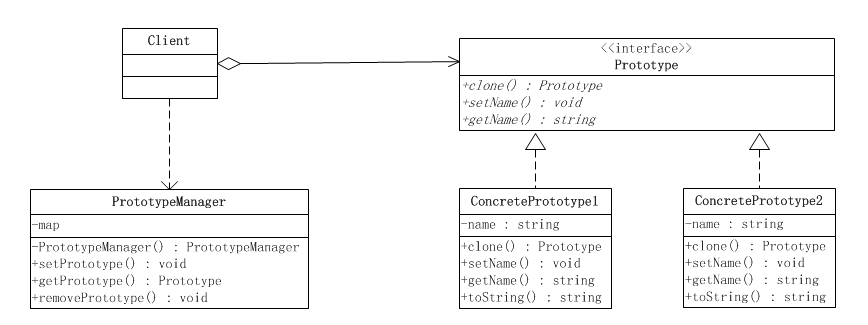 Client
<<interface>>
Prototype
+clone() : Prototype
+setName() : void
+getName() : string
PrototypeManager
-map
-PrototypeManager() : PrototypeManager
+setPrototype() : void
+getPrototype() : Prototype
+removePrototype() : void
ConcretePrototype1
-name : string
+clone() : Prototype
+setName() : void
+getName() : string
+toString() : string
ConcretePrototype2
-name : string
+clone() : Prototype
+setName() : void
+getName() : string
+toString() : string